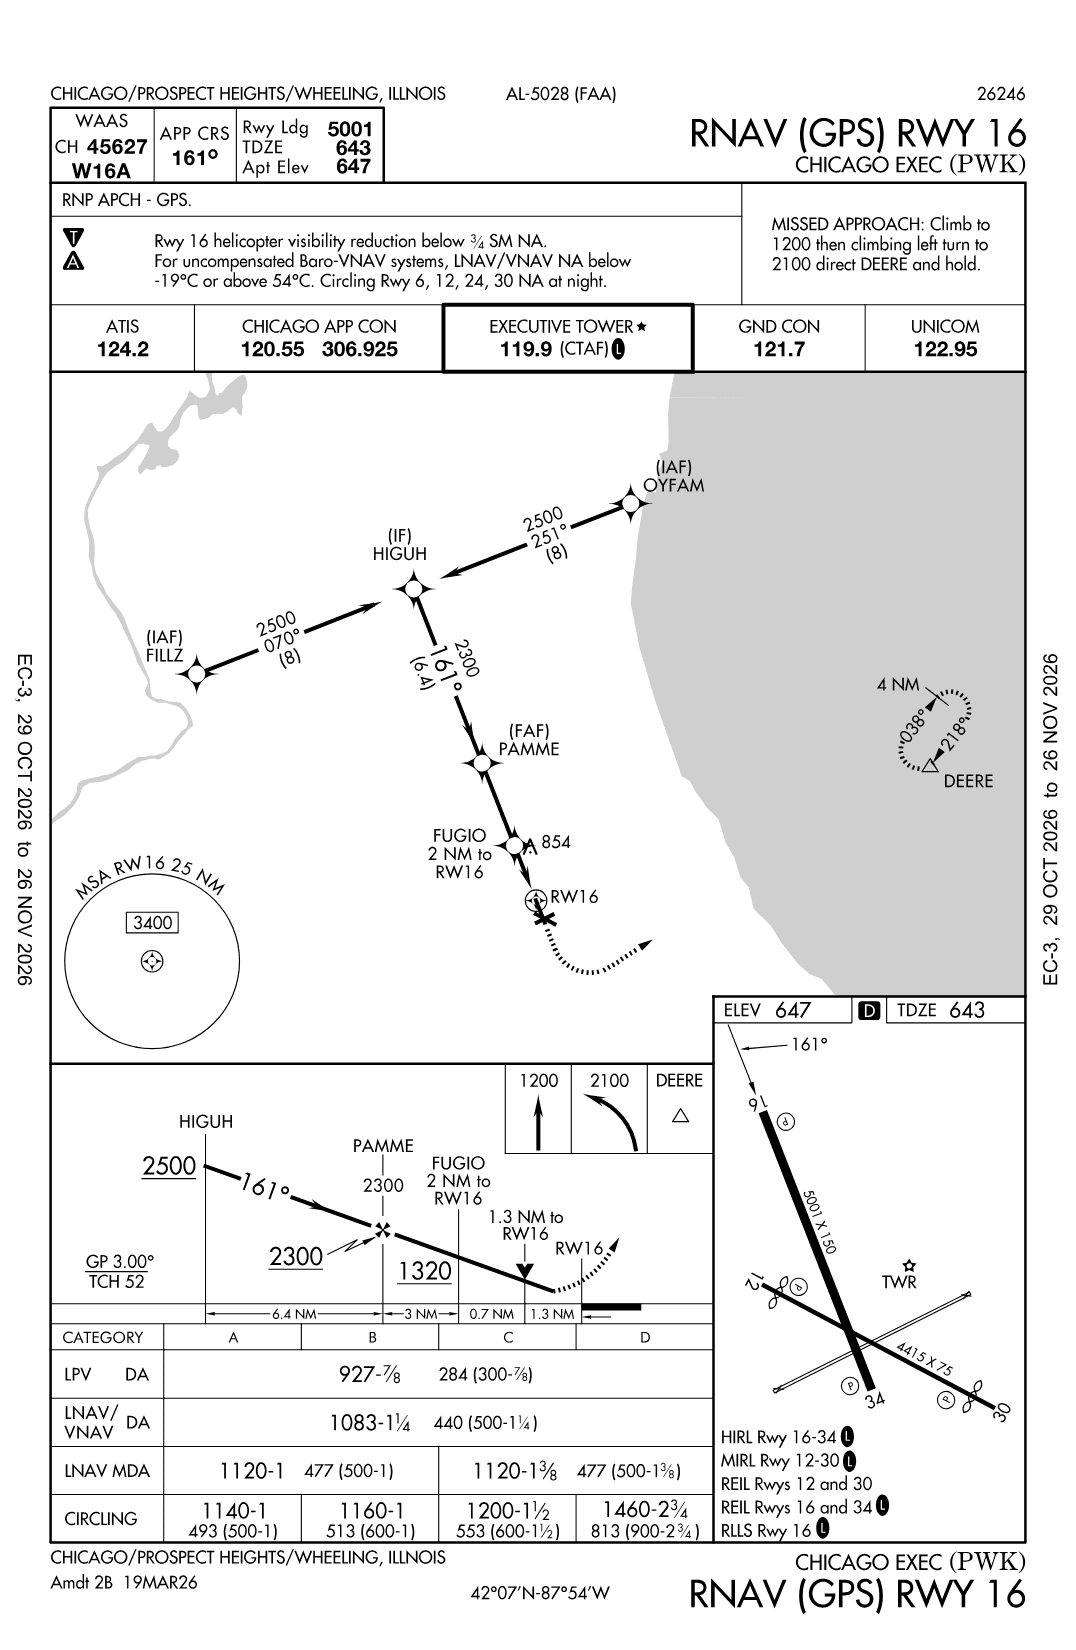 CHICAGO/PROSPECT HEIGHTS/WHEELING, ILLINOIS
AL-5028 (FAA)
26246
WAAS
CH 45627
W16A
APP CRS
161°
Rwy Ldg 5001
TDZE 643
Apt Elev 647
RNAV (GPS) RWY 16
CHICAGO EXEC (PWK)
RNP APCH - GPS.
T
A
Rwy 16 helicopter visibility reduction below ¾ SM NA.
For uncompensated Baro-VNAV systems, LNAV/VNAV NA below
-19°C or above 54°C. Circling Rwy 6, 12, 24, 30 NA at night.
MISSED APPROACH: Climb to
1200 then climbing left turn to
2100 direct DEERE and hold.
ATIS
124.2
CHICAGO APP CON
120.55 306.925
EXECUTIVE TOWER★
119.9 (CTAF) L
GND CON
121.7
UNICOM
122.95
(IAF)
OYFAM
2500
251°
(8)
(IF)
HIGUH
2500
070°
(8)
(IAF)
FILLZ
2300
161°
(6.4)
4 NM
038°
218°
DEERE
(FAF)
PAMME
FUGIO
2 NM to
RW16
854
RW16
MSA RW16 25 NM
3400
EC-3, 29 OCT 2026 to 26 NOV 2026
EC-3, 29 OCT 2026 to 26 NOV 2026
ELEV 647
D
TDZE 643
161°
16
P
5001 X 150
TWR
12
P
4415 X 75
P
34
P
30
HIRL Rwy 16-34 L
MIRL Rwy 12-30 L
REIL Rwys 12 and 30
REIL Rwys 16 and 34 L
RLLS Rwy 16 L
1200
2100
DEERE
HIGUH
2500
161°
PAMME
2300
2300
FUGIO
2 NM to
RW16
1320
1.3 NM to
RW16
RW16
GP 3.00°
TCH 52
6.4 NM
3 NM
0.7 NM
1.3 NM
CATEGORY A B C D
LPV DA 927-⅞ 284 (300-⅞)
LNAV/
VNAV DA 1083-1¼ 440 (500-1¼)
LNAV MDA 1120-1 477 (500-1) 1120-1⅜ 477 (500-1⅜)
CIRCLING
1140-1
493 (500-1)
1160-1
513 (600-1)
1200-1½
553 (600-1½)
1460-2¾
813 (900-2¾)
CHICAGO/PROSPECT HEIGHTS/WHEELING, ILLINOIS
Amdt 2B 19MAR26
42°07'N-87°54'W
CHICAGO EXEC (PWK)
RNAV (GPS) RWY 16